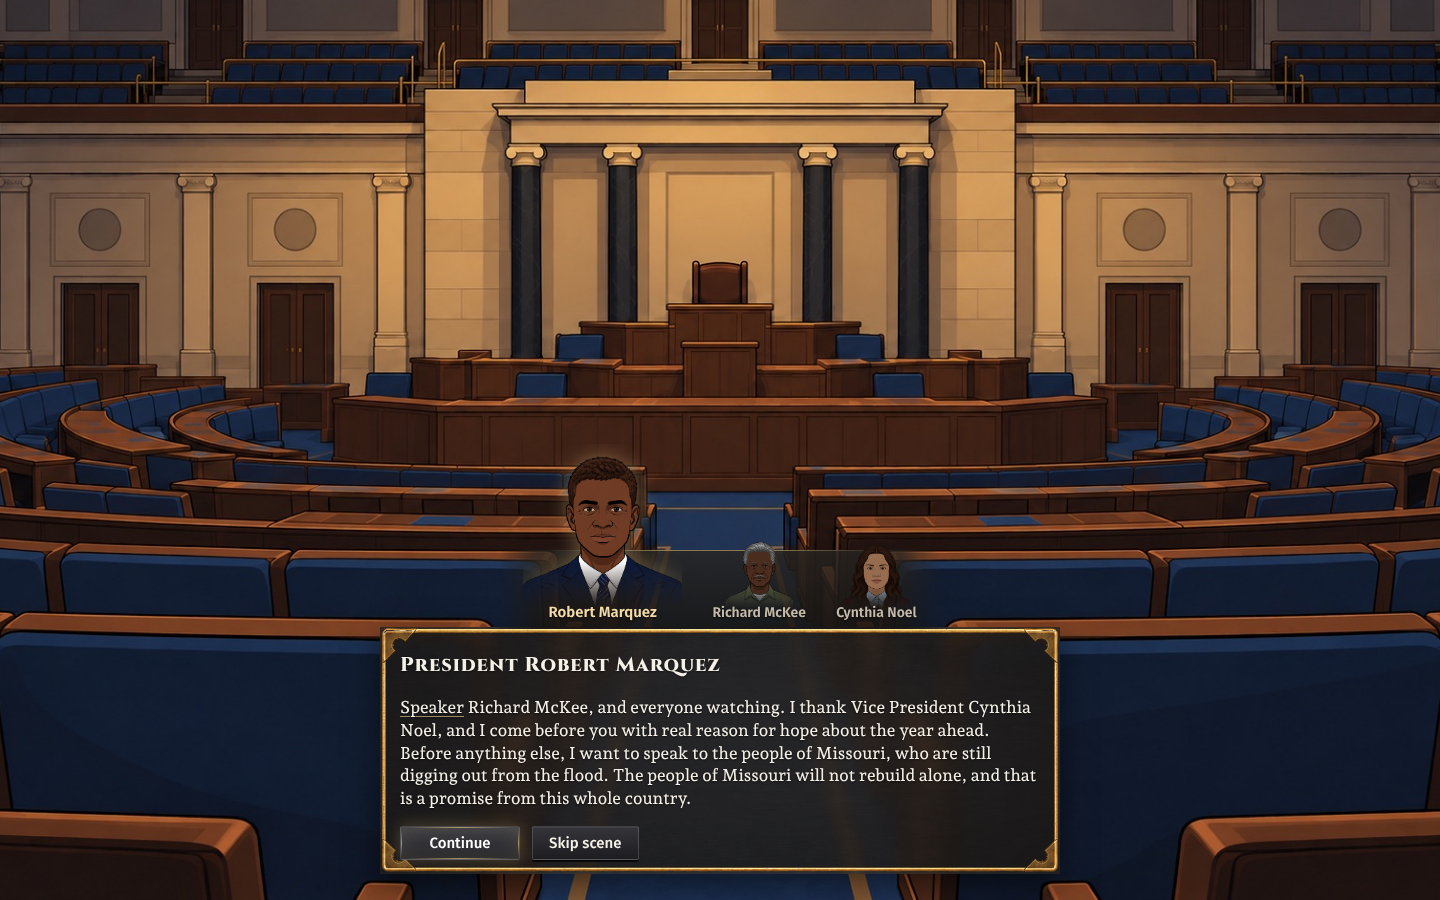 Robert Marquez
Richard McKee
Cynthia Noel
President Robert Marquez
Speaker Richard McKee, and everyone watching. I thank Vice President Cynthia
Noel, and I come before you with real reason for hope about the year ahead.
Before anything else, I want to speak to the people of Missouri, who are still
digging out from the flood. The people of Missouri will not rebuild alone, and that
is a promise from this whole country.
Continue
Skip scene